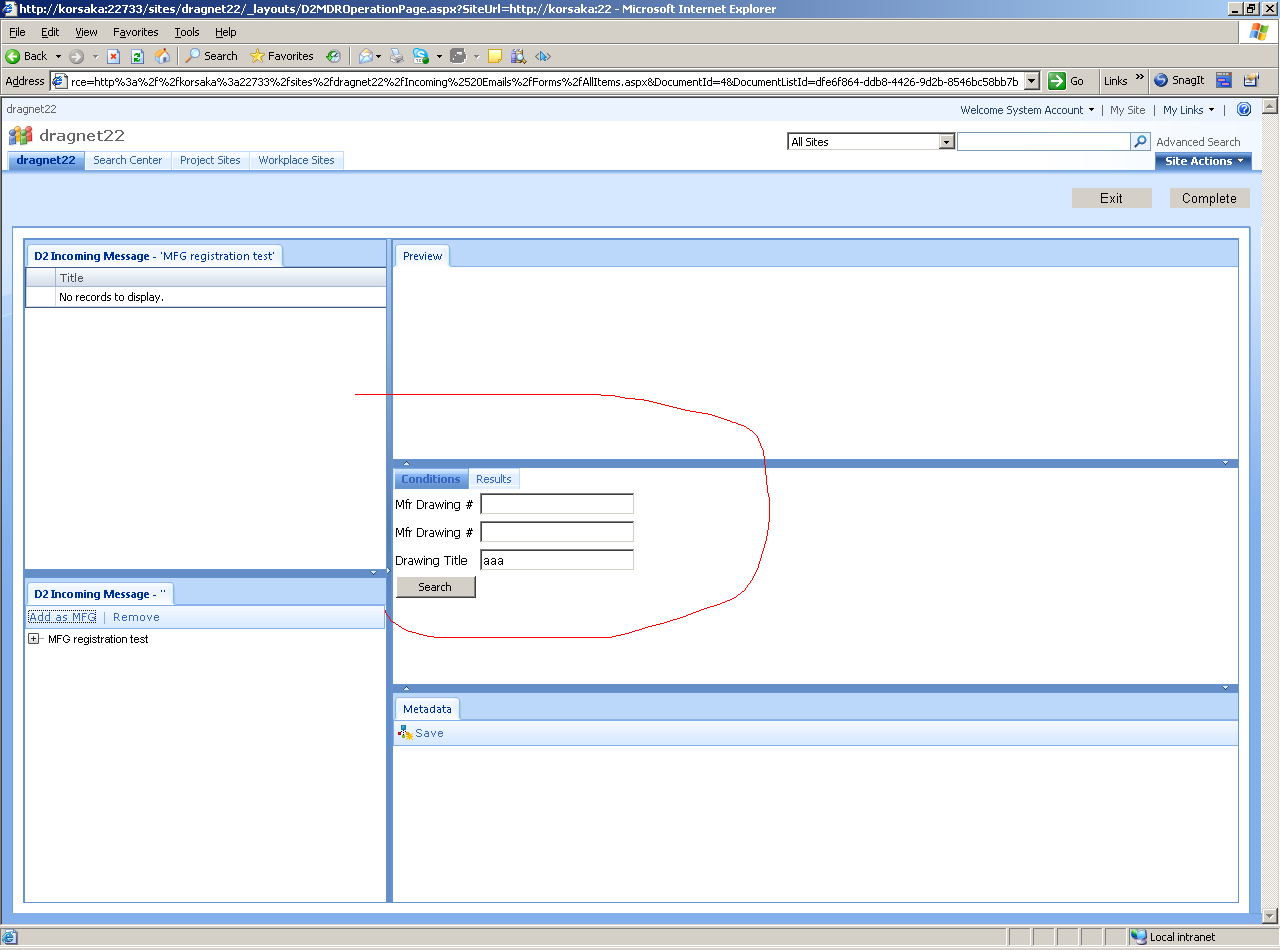 http://korsaka:22733/sites/dragnet22/_layouts/D2MDROperationPage.aspx?SiteUrl=http://korsaka:22 - Microsoft Internet Explorer
File Edit View Favorites Tools Help
Back Search Favorites
Address rce=http%3a%2f%2fkorsaka%3a22733%2fsites%2fdragnet22%2fIncoming%2520Emails%2fForms%2fAllItems.aspx&DocumentId=4&DocumentListId=dfe6f864-ddb8-4426-9d2b-8546bc58bb7b Go Links » SnagIt
dragnet22 Welcome System Account | My Site | My Links |
dragnet22 All Sites Advanced Search
dragnet22 Search Center Project Sites Workplace Sites Site Actions
Exit Complete
D2 Incoming Message - 'MFG registration test' Preview
Title
No records to display.
Conditions Results
Mfr Drawing #
Mfr Drawing #
Drawing Title aaa
Search
D2 Incoming Message - ''
Add as MFG | Remove
MFG registration test
Metadata
Save
Local intranet